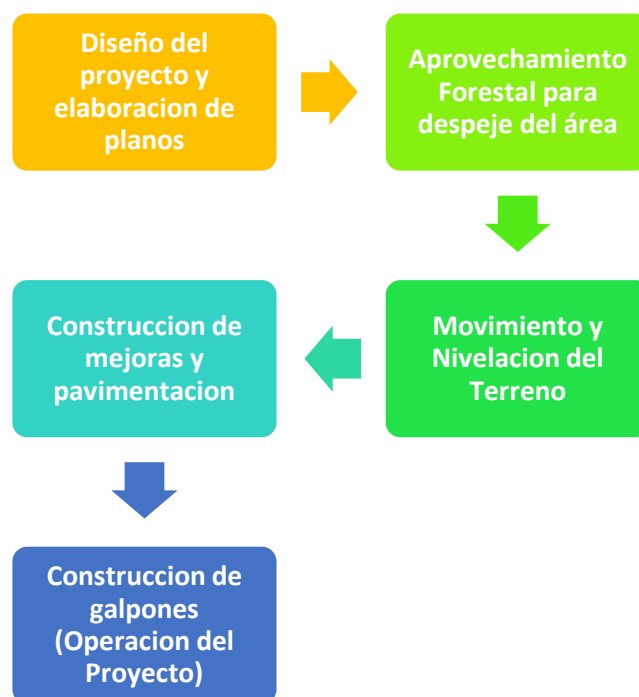 Diseño del
proyecto y
elaboracion de
planos
Aprovechamiento
Forestal para
despeje del área
Movimiento y
Nivelacion del
Terreno
Construccion de
mejoras y
pavimentacion
Construccion de
galpones
(Operacion del
Proyecto)